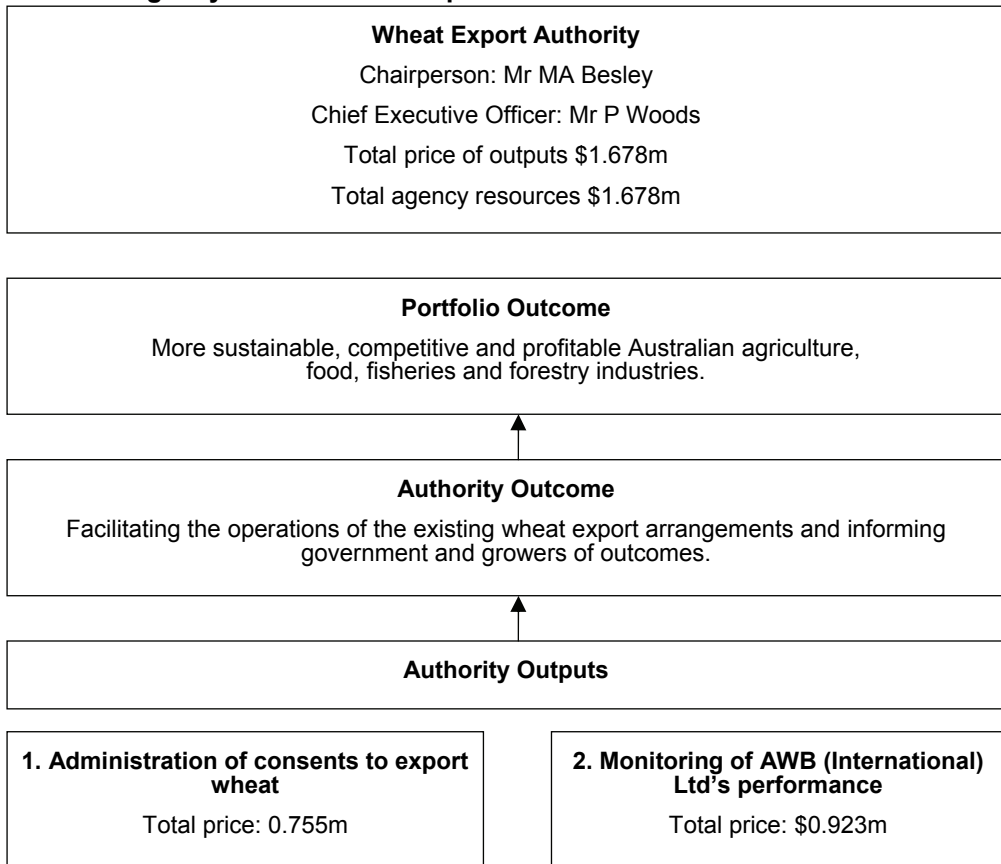 Wheat Export Authority
Chairperson: Mr MA Besley
Chief Executive Officer: Mr P Woods
Total price of outputs $1.678m
Total agency resources $1.678m
Portfolio Outcome
More sustainable, competitive and profitable Australian agriculture,
food, fisheries and forestry industries.
Authority Outcome
Facilitating the operations of the existing wheat export arrangements and informing
government and growers of outcomes.
Authority Outputs
1. Administration of consents to export
wheat
Total price: 0.755m
2. Monitoring of AWB (International)
Ltd’s performance
Total price: $0.923m